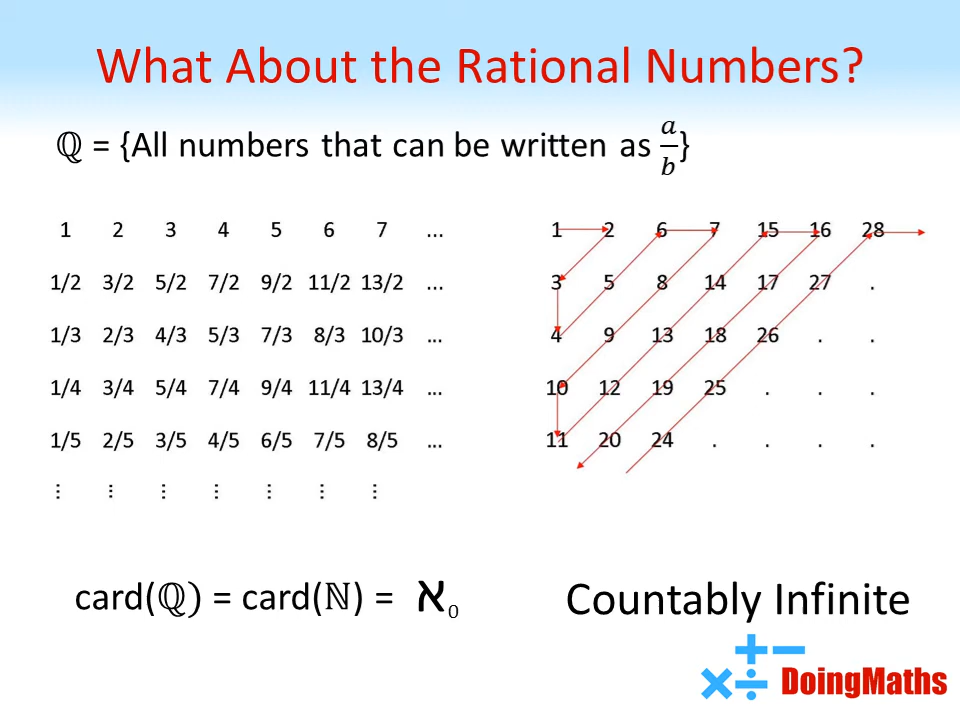 What About the Rational Numbers?
ℚ = {All numbers that can be written as a/b}
1 2 3 4 5 6 7 ...
1/2 3/2 5/2 7/2 9/2 11/2 13/2 ...
1/3 2/3 4/3 5/3 7/3 8/3 10/3 ...
1/4 3/4 5/4 7/4 9/4 11/4 13/4 ...
1/5 2/5 3/5 4/5 6/5 7/5 8/5 ...
⋮ ⋮ ⋮ ⋮ ⋮ ⋮ ⋮
1 2 6 7 15 16 28
3 5 8 14 17 27 .
4 9 13 18 26 . .
10 12 19 25 . . .
11 20 24 . . . .
card(ℚ) = card(ℕ) = ℵ₀
Countably Infinite
DoingMaths